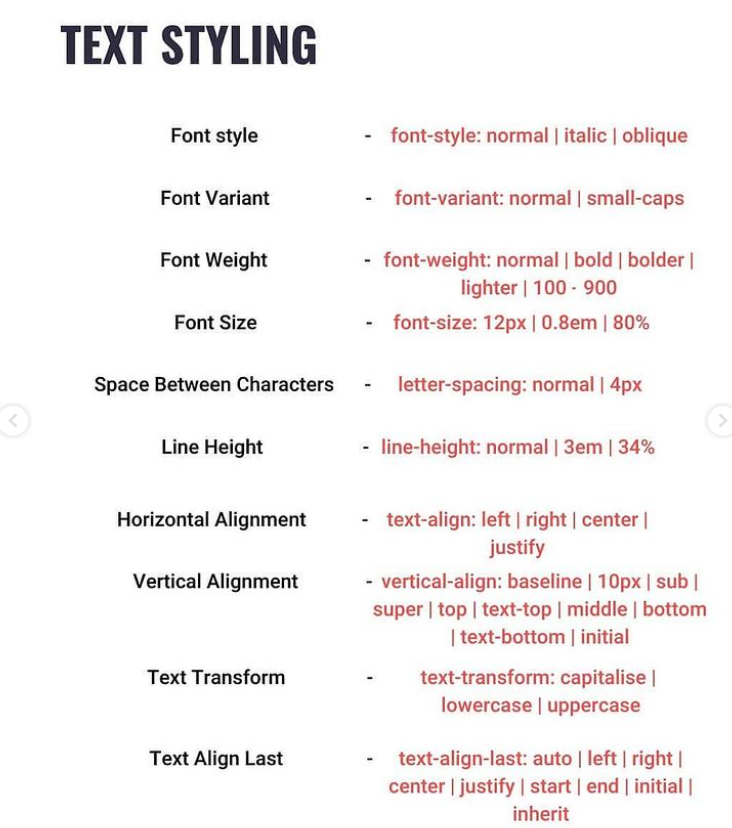 TEXT STYLING
Font style - font-style: normal | italic | oblique
Font Variant - font-variant: normal | small-caps
Font Weight - font-weight: normal | bold | bolder |
lighter | 100 - 900
Font Size - font-size: 12px | 0.8em | 80%
Space Between Characters - letter-spacing: normal | 4px
Line Height - line-height: normal | 3em | 34%
Horizontal Alignment - text-align: left | right | center |
justify
Vertical Alignment - vertical-align: baseline | 10px | sub |
super | top | text-top | middle | bottom
| text-bottom | initial
Text Transform - text-transform: capitalise |
lowercase | uppercase
Text Align Last - text-align-last: auto | left | right |
center | justify | start | end | initial |
inherit